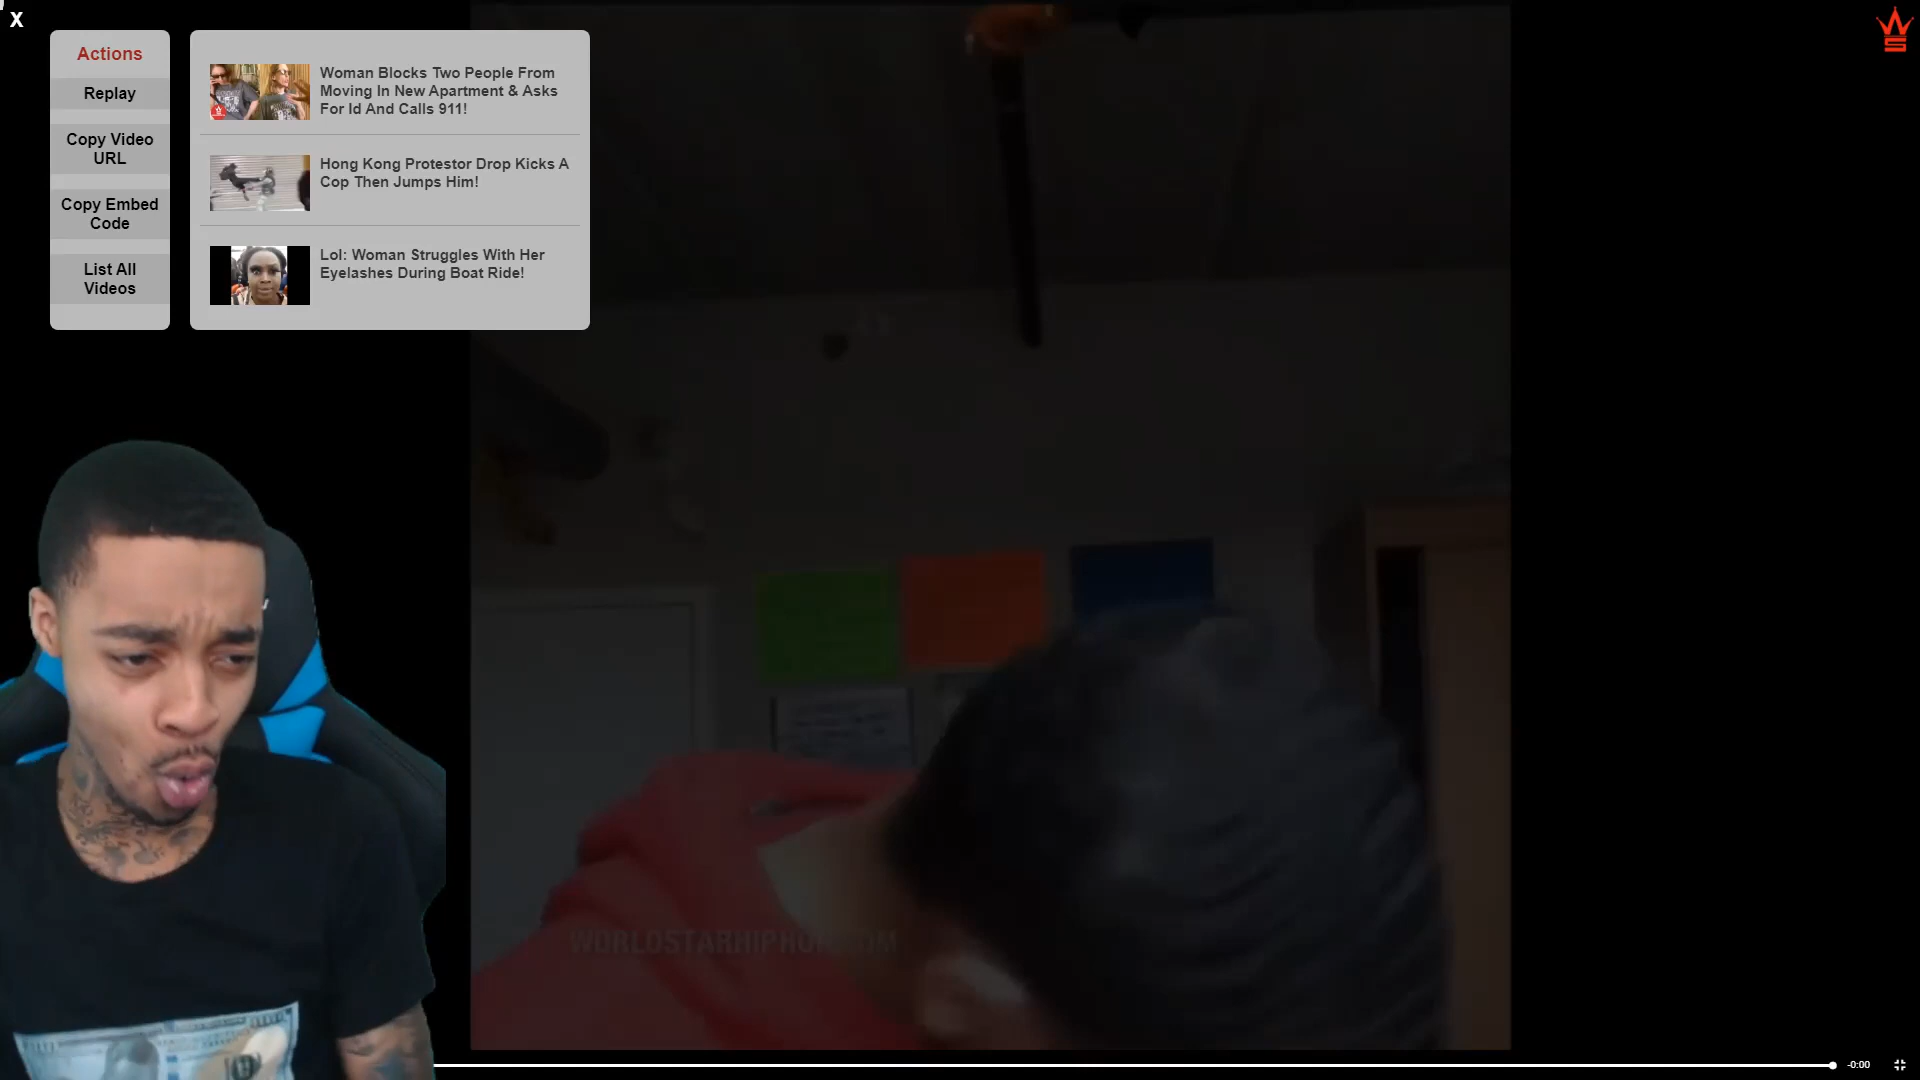 X
Actions
Replay
Copy Video
URL
Copy Embed
Code
List All
Videos
Woman Blocks Two People From
Moving In New Apartment & Asks
For Id And Calls 911!
Hong Kong Protestor Drop Kicks A
Cop Then Jumps Him!
Lol: Woman Struggles With Her
Eyelashes During Boat Ride!
WORLDSTARHIPHOP.COM
-0:00